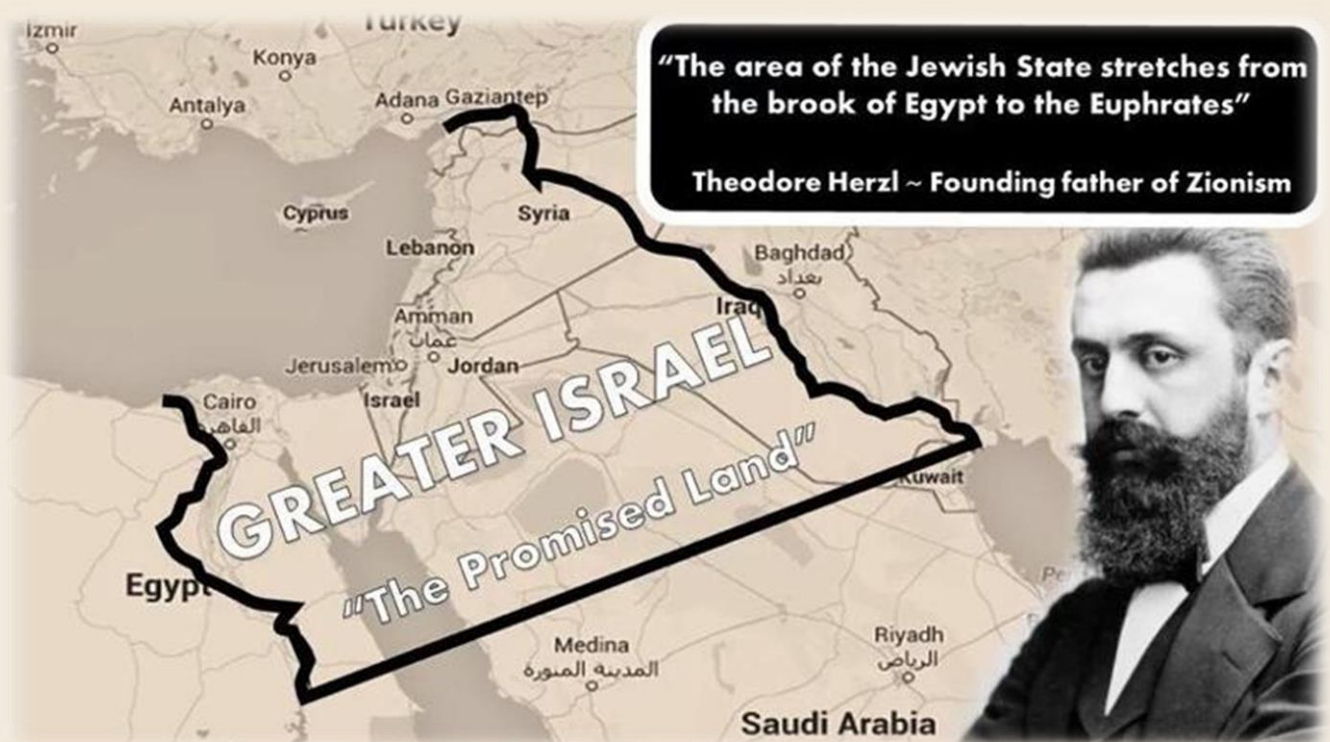 Izmir
Turkey
Konya
Antalya
Adana
Gaziantep
“The area of the Jewish State stretches from
the brook of Egypt to the Euphrates”
Theodore Herzl ~ Founding father of Zionism
Cyprus
Syria
Lebanon
Baghdad
بغداد
Iraq
Amman
عمان
Jerusalem
Jordan
Israel
Cairo
القاهرة
GREATER ISRAEL
“The Promised Land”
Kuwait
Egypt
Medina
المدينة المنورة
Riyadh
الرياض
Saudi Arabia